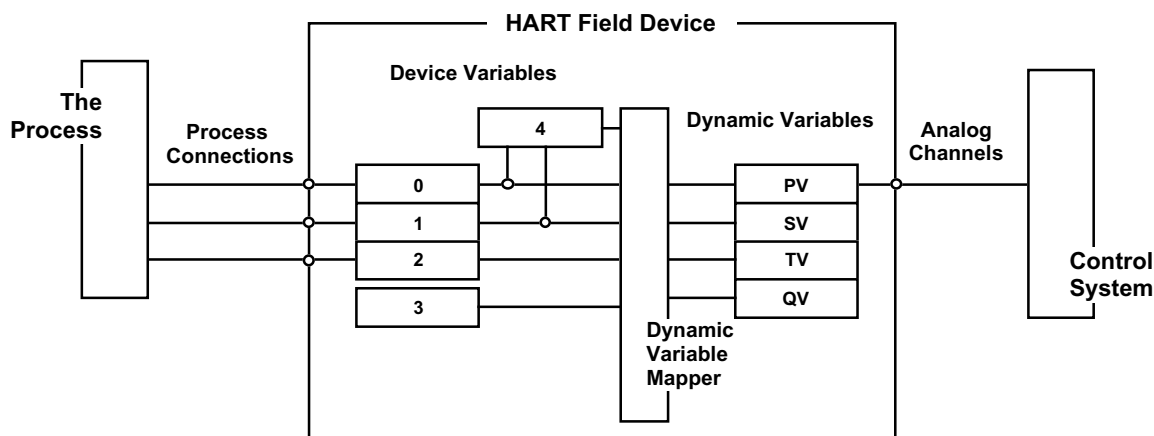 HART Field Device
Device Variables
The
Process
Process
Connections
4
Dynamic Variables
Analog
Channels
0
1
2
3
PV
SV
TV
QV
Dynamic
Variable
Mapper
Control
System